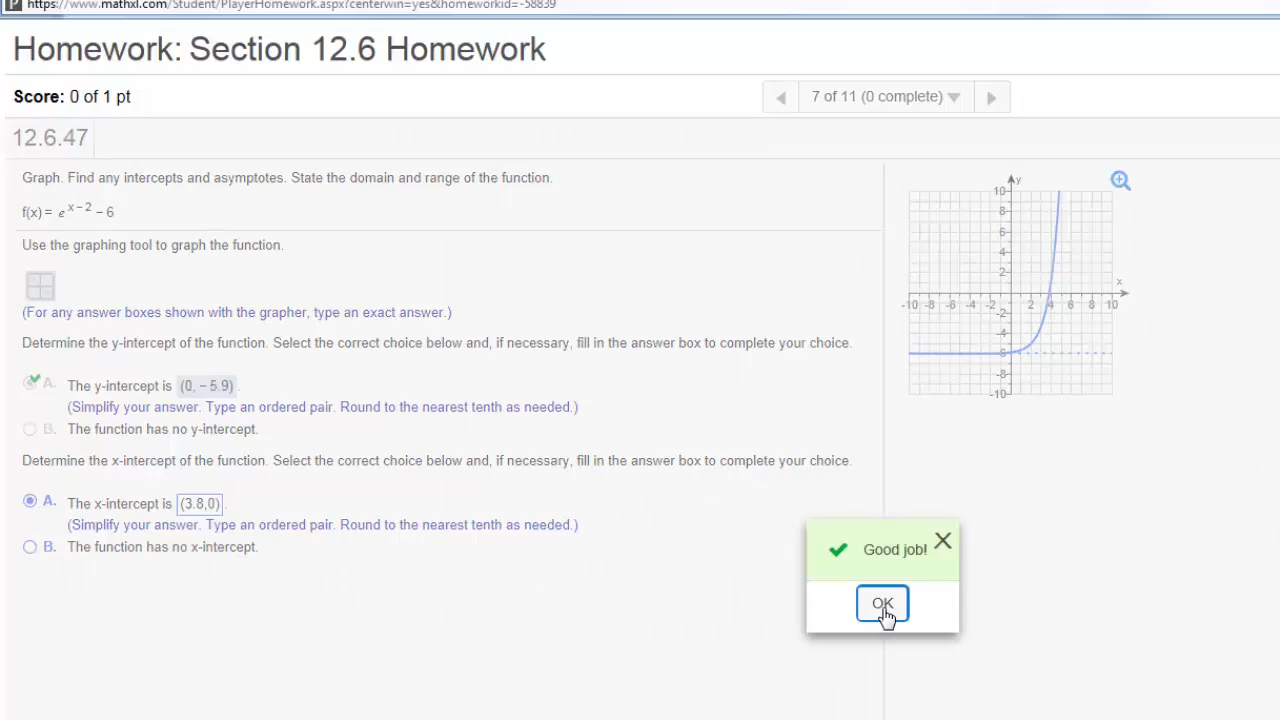 https://www.mathxl.com/Student/PlayerHomework.aspx?centerwin=yes&homeworkid=-58839
Homework: Section 12.6 Homework
Score: 0 of 1 pt
7 of 11 (0 complete)
12.6.47
Graph. Find any intercepts and asymptotes. State the domain and range of the function.
f(x) = e^{x-2} - 6
Use the graphing tool to graph the function.
(For any answer boxes shown with the grapher, type an exact answer.)
Determine the y-intercept of the function. Select the correct choice below and, if necessary, fill in the answer box to complete your choice.
A. The y-intercept is (0, -5.9).
(Simplify your answer. Type an ordered pair. Round to the nearest tenth as needed.)
B. The function has no y-intercept.
Determine the x-intercept of the function. Select the correct choice below and, if necessary, fill in the answer box to complete your choice.
A. The x-intercept is (3.8,0).
(Simplify your answer. Type an ordered pair. Round to the nearest tenth as needed.)
B. The function has no x-intercept.
y
10
8
6
4
2
x
-10 -8 -6 -4 -2 2 4 6 8 10
-2
-4
-6
-8
-10
Good job!
OK